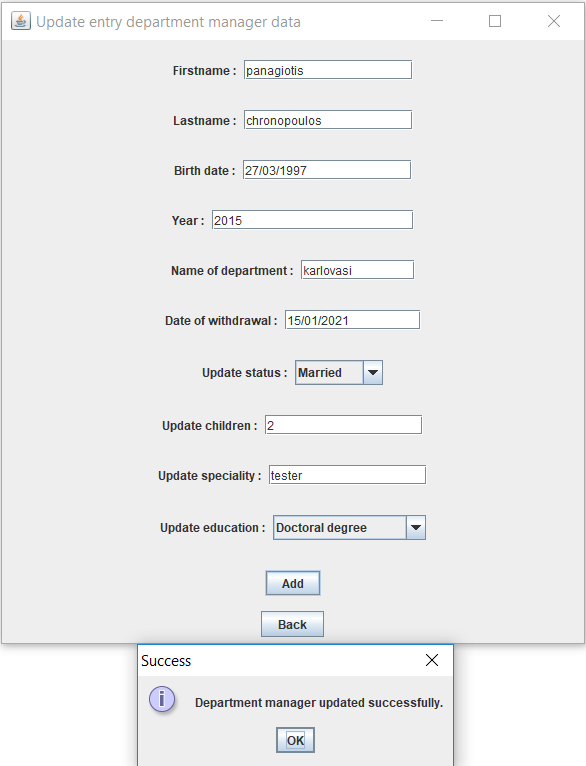 Update entry department manager data
Firstname : panagiotis
Lastname : chronopoulos
Birth date : 27/03/1997
Year : 2015
Name of department : karlovasi
Date of withdrawal : 15/01/2021
Update status : Married
Update children : 2
Update speciality : tester
Update education : Doctoral degree
Add
Back
Success
Department manager updated successfully.
OK